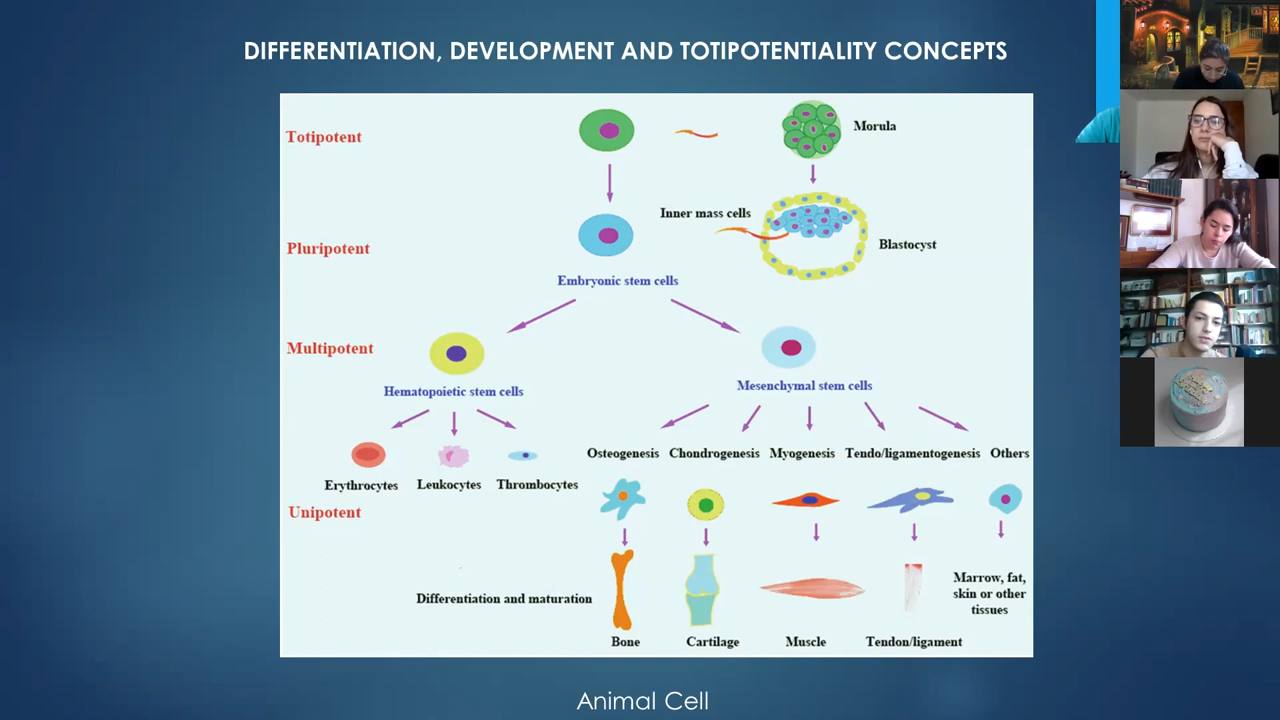 DIFFERENTIATION, DEVELOPMENT AND TOTIPOTENTIALITY CONCEPTS
Totipotent
Morula
Inner mass cells
Pluripotent
Blastocyst
Embryonic stem cells
Multipotent
Hematopoietic stem cells
Mesenchymal stem cells
Osteogenesis Chondrogenesis Myogenesis Tendo/ligamentogenesis Others
Erythrocytes Leukocytes Thrombocytes
Unipotent
Marrow, fat,
skin or other
tissues
Differentiation and maturation
Bone Cartilage Muscle Tendon/ligament
Animal Cell